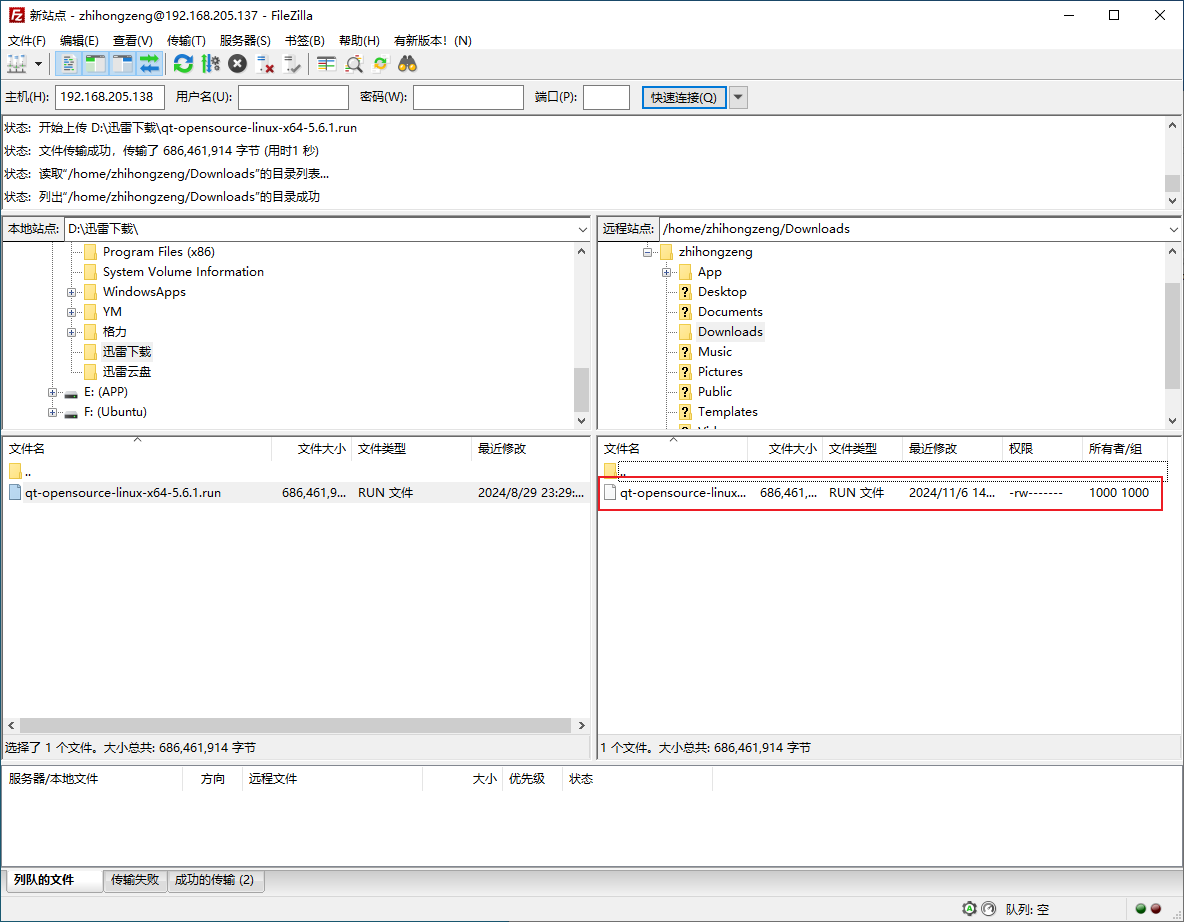 新站点 - zhihongzeng@192.168.205.137 - FileZilla
文件(F) 编辑(E) 查看(V) 传输(T) 服务器(S) 书签(B) 帮助(H) 有新版本！(N)
主机(H): 192.168.205.138 用户名(U): 密码(W): 端口(P): 快速连接(Q)
状态: 开始上传 D:\迅雷下载\qt-opensource-linux-x64-5.6.1.run
状态: 文件传输成功，传输了 686,461,914 字节 (用时1 秒)
状态: 读取“/home/zhihongzeng/Downloads”的目录列表...
状态: 列出“/home/zhihongzeng/Downloads”的目录成功
本地站点: D:\迅雷下载\
Program Files (x86)
System Volume Information
WindowsApps
YM
格力
迅雷下载
迅雷云盘
E: (APP)
F: (Ubuntu)
远程站点: /home/zhihongzeng/Downloads
zhihongzeng
App
? Desktop
? Documents
Downloads
? Music
? Pictures
? Public
? Templates
文件名 文件大小 文件类型 最近修改
..
qt-opensource-linux-x64-5.6.1.run 686,461,9... RUN 文件 2024/8/29 23:29:...
选择了 1 个文件。大小总共: 686,461,914 字节
文件名 文件大小 文件类型 最近修改 权限 所有者/组
..
qt-opensource-linux... 686,461,... RUN 文件 2024/11/6 14... -rw------- 1000 1000
1 个文件。大小总共: 686,461,914 字节
服务器/本地文件 方向 远程文件 大小 优先级 状态
列队的文件 传输失败 成功的传输 (2)
队列: 空